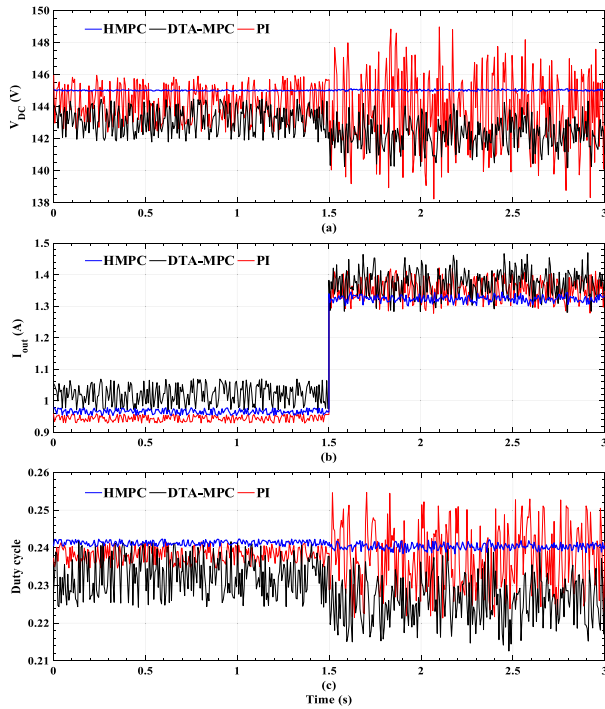 150
148
146
144
142
140
138
V_DC (V)
HMPC DTA-MPC PI
0 0.5 1 1.5 2 2.5 3
(a)
1.5
1.4
1.3
1.2
1.1
1
0.9
I_out (A)
HMPC DTA-MPC PI
0 0.5 1 1.5 2 2.5 3
(b)
0.26
0.25
0.24
0.23
0.22
0.21
Duty cycle
HMPC DTA-MPC PI
0 0.5 1 1.5 2 2.5 3
(c)
Time (s)